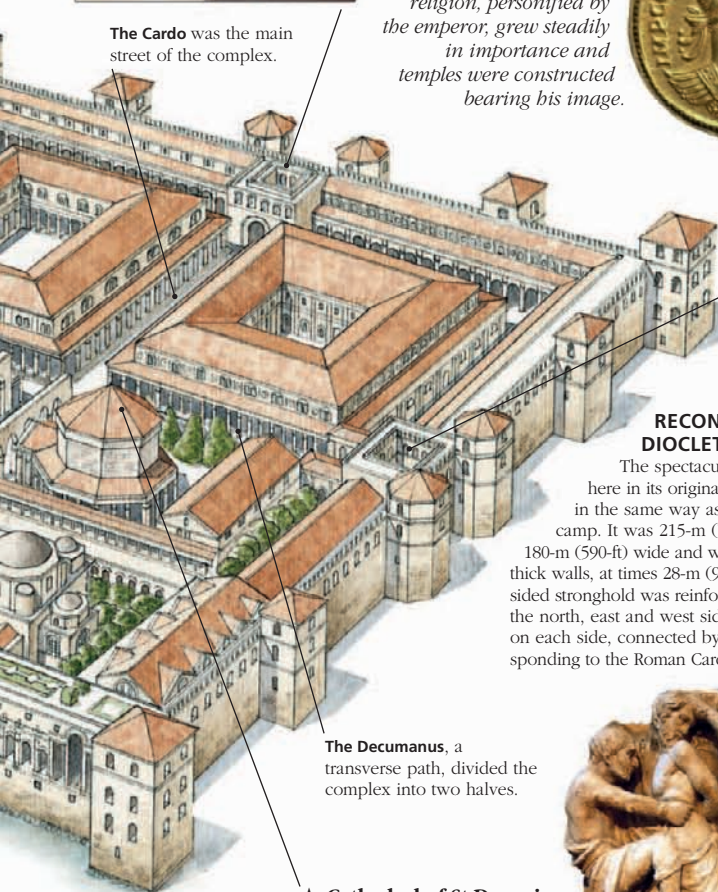 religion, personified by
the emperor, grew steadily
in importance and
temples were constructed
bearing his image.
The Cardo was the main
street of the complex.
RECON
DIOCLET
The spectacu
here in its origina
in the same way as
camp. It was 215-m (
180-m (590-ft) wide and w
thick walls, at times 28-m (9
sided stronghold was reinfo
the north, east and west sid
on each side, connected by
sponding to the Roman Card
The Decumanus, a
transverse path, divided the
complex into two halves.